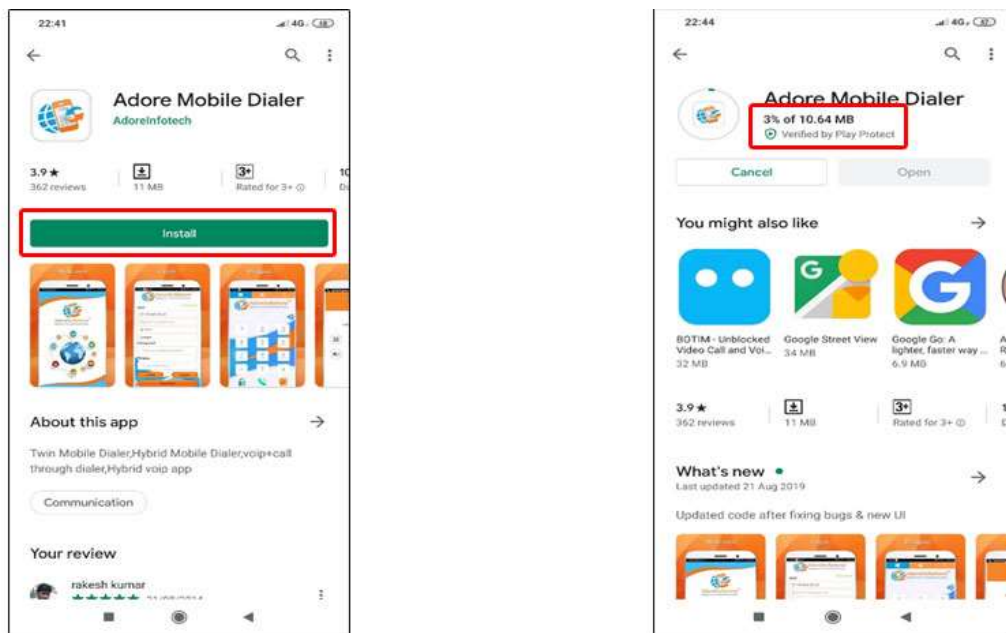 22:41
4G
Adore Mobile Dialer
AdoreInfotech
3.9★
362 reviews
11 MB
3+
Rated for 3+
Install
About this app
Twin Mobile Dialer,Hybrid Mobile Dialer,voip+call
through dialer,Hybrid voip app
Communication
Your review
rakesh kumar
22:44
4G
Adore Mobile Dialer
3% of 10.64 MB
Verified by Play Protect
Cancel
Open
You might also like
BOTIM - Unblocked
Video Call and Voi...
32 MB
Google Street View
34 MB
Google Go: A
lighter, faster way ...
6.9 MB
3.9★
362 reviews
11 MB
3+
Rated for 3+
What's new
Last updated 21 Aug 2019
Updated code after fixing bugs & new UI